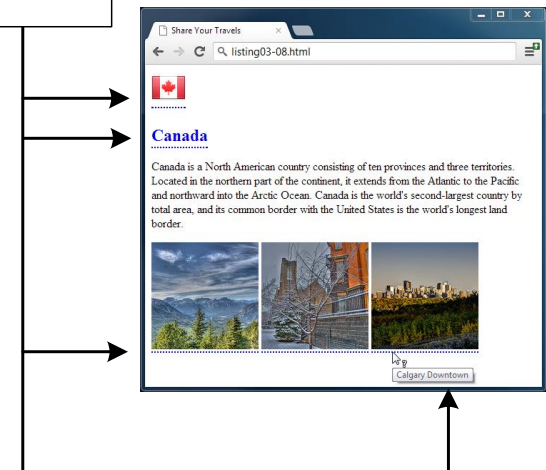 Share Your Travels
listing03-08.html
Canada
Canada is a North American country consisting of ten provinces and three territories.
Located in the northern part of the continent, it extends from the Atlantic to the Pacific
and northward into the Arctic Ocean. Canada is the world's second-largest country by
total area, and its common border with the United States is the world's longest land
border.
Calgary Downtown